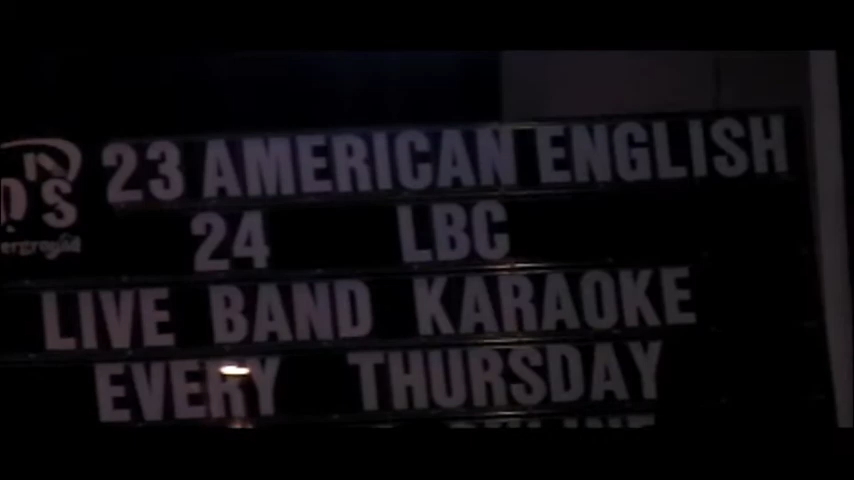 23 AMERICAN ENGLISH
24 LBC
LIVE BAND KARAOKE
EVERY THURSDAY